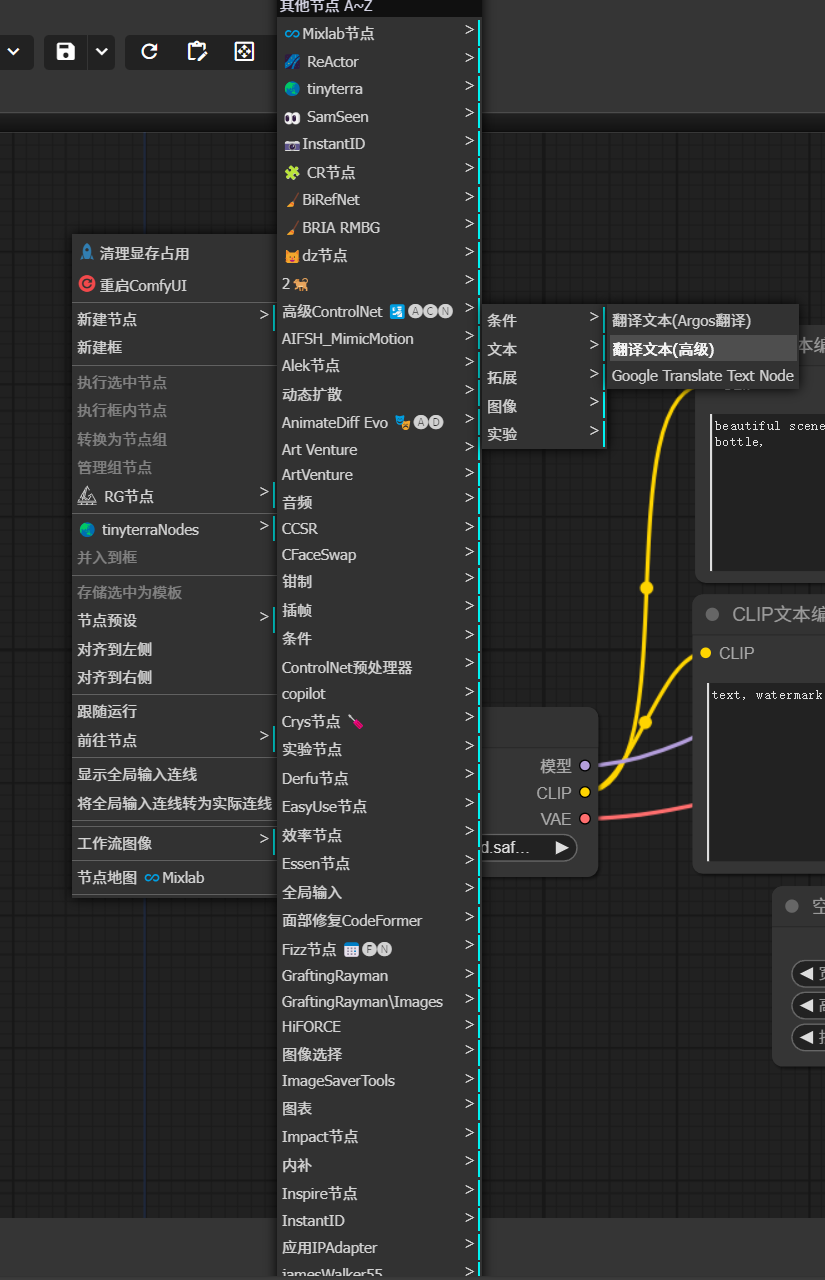 其他节点 A~Z
Mixlab节点 >
ReActor >
tinyterra >
SamSeen >
InstantID >
CR节点 >
BiRefNet >
BRIA RMBG >
dz节点 >
2 >
高级ControlNet ACN >
AIFSH_MimicMotion >
Alek节点 >
动态扩散 >
AnimateDiff Evo AD >
Art Venture >
ArtVenture >
音频 >
CCSR >
CFaceSwap >
钳制 >
插帧 >
条件 >
ControlNet预处理器 >
copilot >
Crys节点 >
实验节点 >
Derfu节点 >
EasyUse节点 >
效率节点 >
Essen节点 >
全局输入 >
面部修复CodeFormer >
Fizz节点 FN >
GraftingRayman >
GraftingRayman\Images >
HiFORCE >
图像选择 >
ImageSaverTools >
图表 >
Impact节点 >
内补 >
Inspire节点 >
InstantID >
应用IPAdapter >
jamesWalker55 >
清理显存占用
重启ComfyUI
新建节点 >
新建框
执行选中节点
执行框内节点
转换为节点组
管理组节点
RG节点 >
tinyterraNodes >
并入到框
存储选中为模板
节点预设 >
对齐到左侧
对齐到右侧
跟随运行
前往节点 >
显示全局输入连线
将全局输入连线转为实际连线
工作流图像 >
节点地图 Mixlab
条件 >
文本 >
拓展 >
图像 >
实验 >
翻译文本(Argos翻译)
翻译文本(高级)
Google Translate Text Node
本编
beautiful scene
bottle,
CLIP文本编
CLIP
text, watermark
模型
CLIP
VAE
d.saf...
空
高